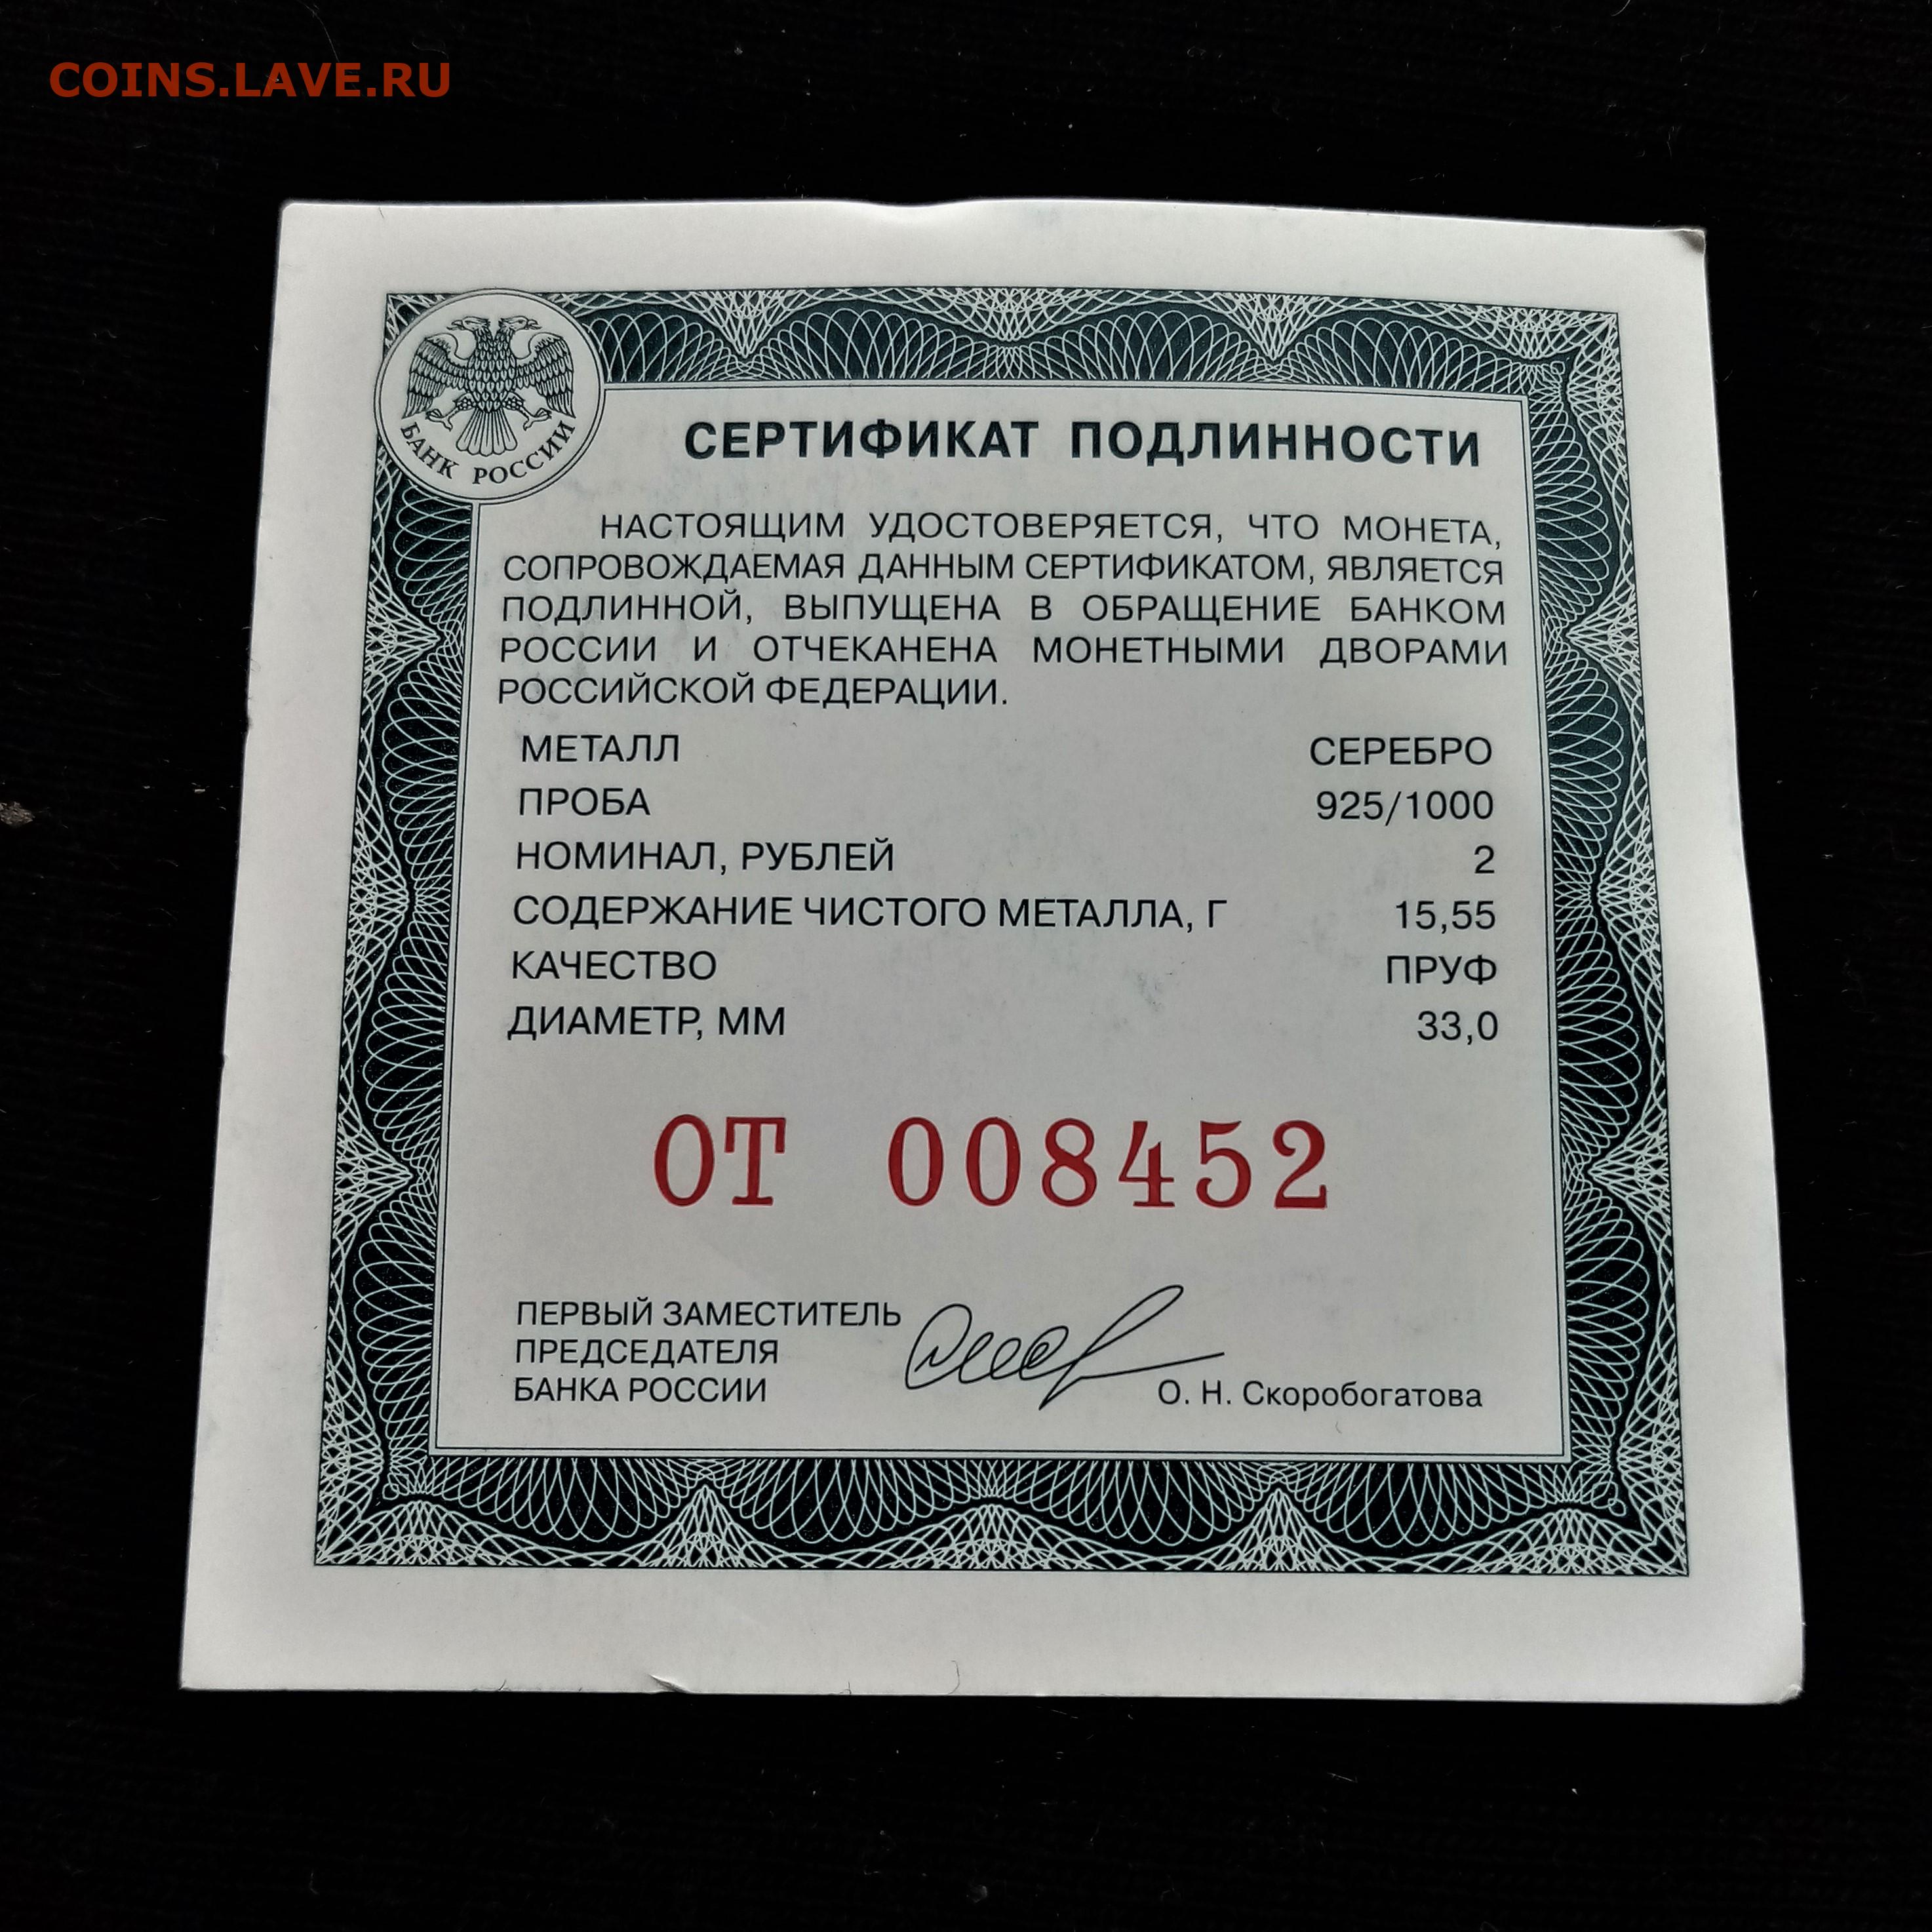 COINS.LAVE.RU
БАНК РОССИИ
СЕРТИФИКАТ ПОДЛИННОСТИ
НАСТОЯЩИМ УДОСТОВЕРЯЕТСЯ, ЧТО МОНЕТА,
СОПРОВОЖДАЕМАЯ ДАННЫМ СЕРТИФИКАТОМ, ЯВЛЯЕТСЯ
ПОДЛИННОЙ, ВЫПУЩЕНА В ОБРАЩЕНИЕ БАНКОМ
РОССИИ И ОТЧЕКАНЕНА МОНЕТНЫМИ ДВОРАМИ
РОССИЙСКОЙ ФЕДЕРАЦИИ.
МЕТАЛЛ СЕРЕБРО
ПРОБА 925/1000
НОМИНАЛ, РУБЛЕЙ 2
СОДЕРЖАНИЕ ЧИСТОГО МЕТАЛЛА, Г 15,55
КАЧЕСТВО ПРУФ
ДИАМЕТР, ММ 33,0
ОТ 008452
ПЕРВЫЙ ЗАМЕСТИТЕЛЬ
ПРЕДСЕДАТЕЛЯ
БАНКА РОССИИ О. Н. Скоробогатова